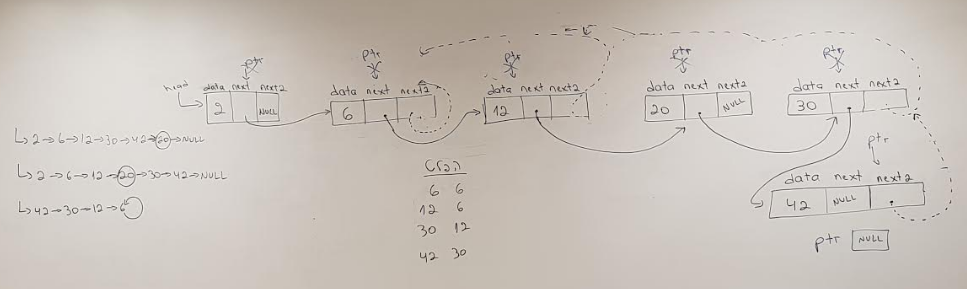 ptr ptr ptr ptr ptr
head data next next2 data next next2 data next next2 data next next2 data next next2
2 NULL 6 12 20 NULL 30
↳ 2 → 6 → 12 → 30 → 42 → 20 → NULL
↳ 2 → 6 → 12 → 20 → 30 → 42 → NULL
↳ 42 → 30 → 12 → 6
6 6
12 6
30 12
42 30
ptr
data next next2
42 NULL
ptr NULL